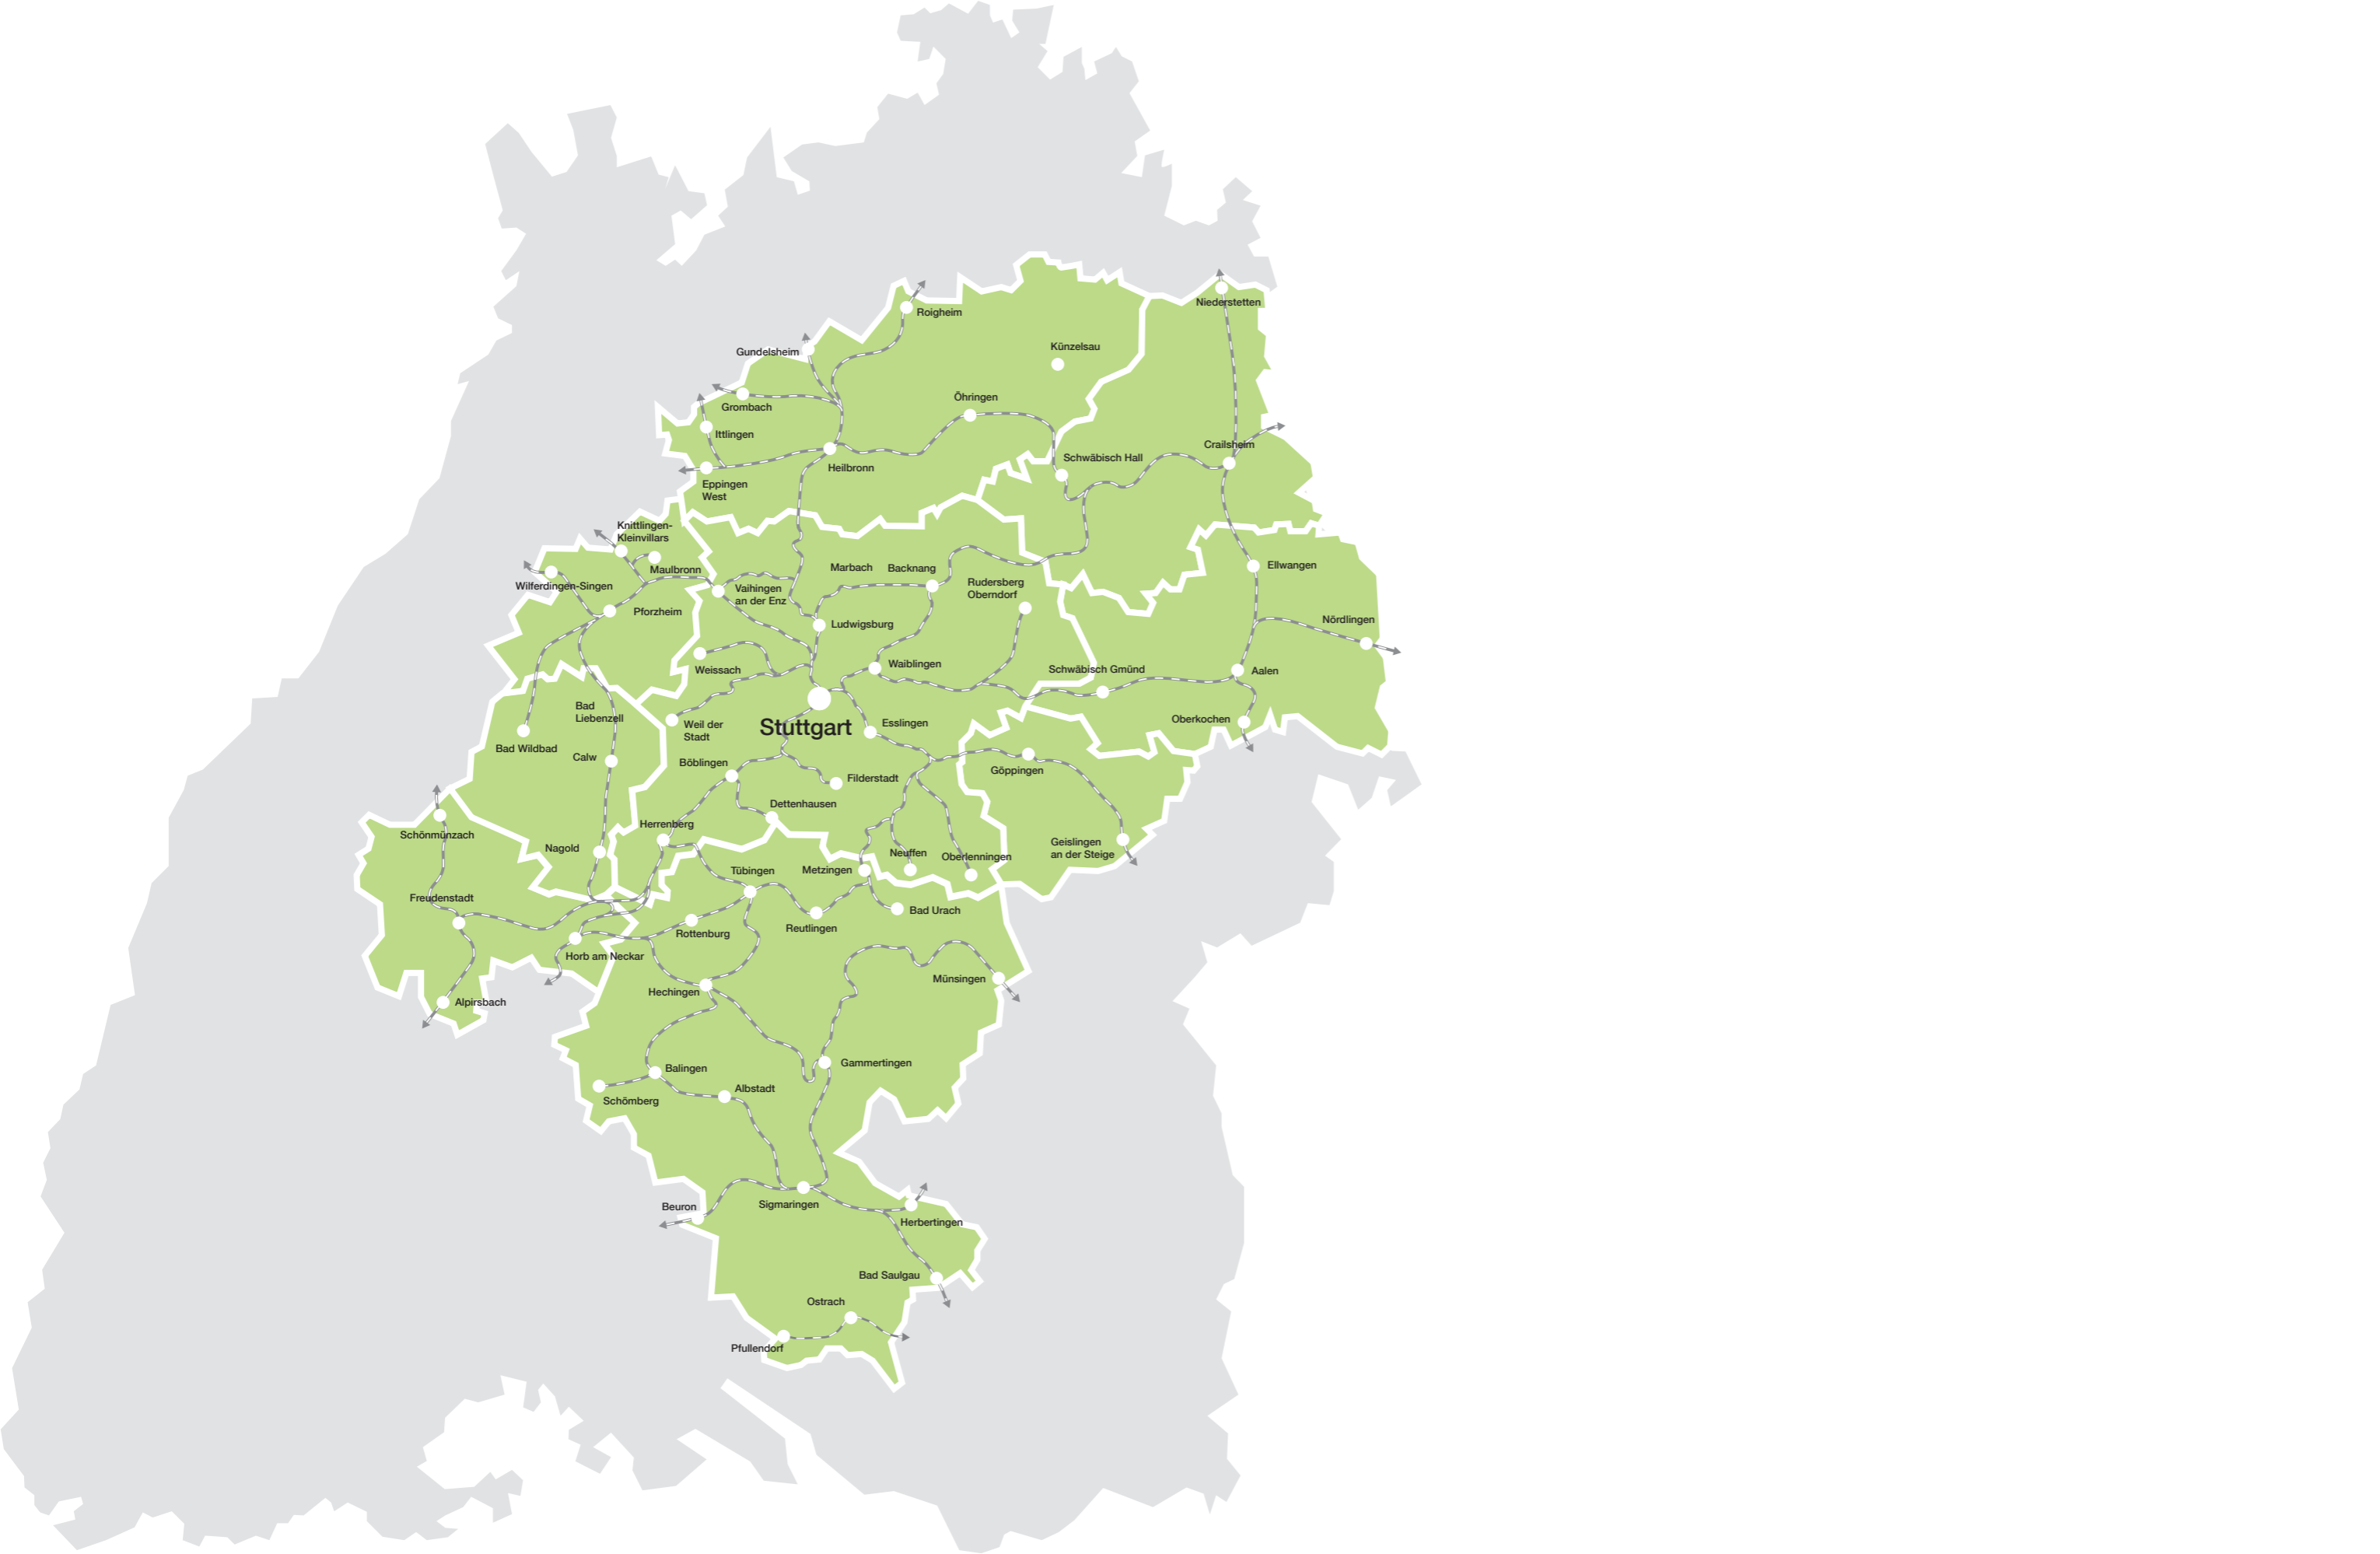 Niederstetten
Roigheim
Künzelsau
Gundelsheim
Öhringen
Grombach
Ittlingen
Crailsheim
Schwäbisch Hall
Heilbronn
Eppingen
West
Knittlingen-
Kleinvillars
Maulbronn
Marbach
Backnang
Ellwangen
Rudersberg
Oberndorf
Wilferdingen-Singen
Vaihingen
an der Enz
Pforzheim
Nördlingen
Ludwigsburg
Waiblingen
Weissach
Schwäbisch Gmünd
Aalen
Bad
Liebenzell
Oberkochen
Weil der
Stadt
Esslingen
Stuttgart
Bad Wildbad
Calw
Böblingen
Göppingen
Filderstadt
Dettenhausen
Herrenberg
Schönmünzach
Geislingen
an der Steige
Nagold
Neuffen
Oberlenningen
Tübingen
Metzingen
Freudenstadt
Bad Urach
Reutlingen
Rottenburg
Horb am Neckar
Münsingen
Hechingen
Alpirsbach
Gammertingen
Balingen
Albstadt
Schömberg
Sigmaringen
Beuron
Herbertingen
Bad Saulgau
Ostrach
Pfullendorf